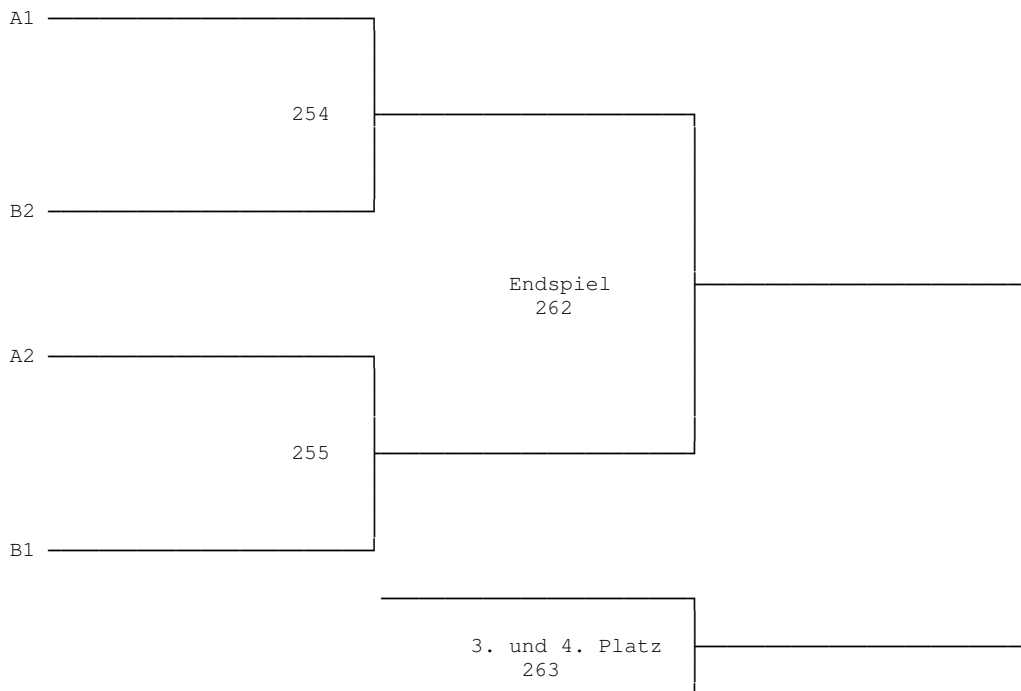 A1
254
B2
Endspiel
262
A2
255
B1
3. und 4. Platz
263